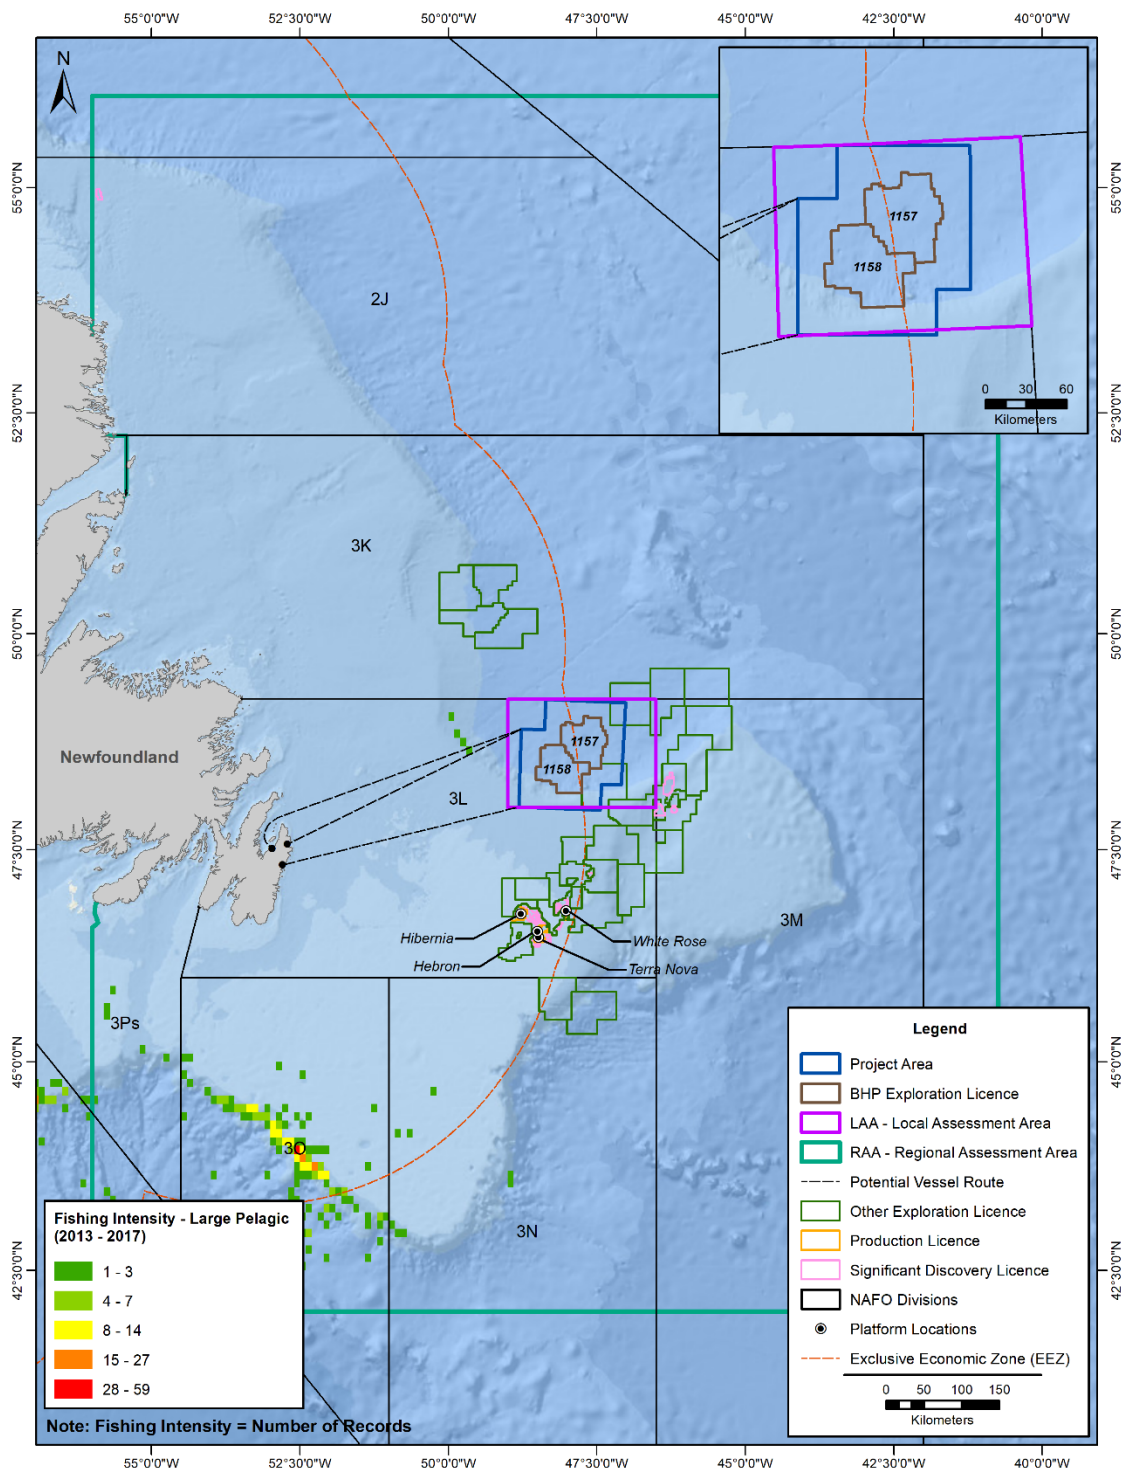 55°0'0"W 52°30'0"W 50°0'0"W 47°30'0"W 45°0'0"W 42°30'0"W 40°0'0"W
N
55°0'0"N
55°0'0"N
1157
1158
2J
0 30 60
Kilometers
52°30'0"N
52°30'0"N
3K
50°0'0"N
50°0'0"N
Newfoundland
1157
1158
3L
47°30'0"N
47°30'0"N
3M
Hibernia
White Rose
Hebron
Terra Nova
3Ps
45°0'0"N
45°0'0"N
3O
3N
42°30'0"N
42°30'0"N
Fishing Intensity - Large Pelagic
(2013 - 2017)
1 - 3
4 - 7
8 - 14
15 - 27
28 - 59
Note: Fishing Intensity = Number of Records
Legend
Project Area
BHP Exploration Licence
LAA - Local Assessment Area
RAA - Regional Assessment Area
Potential Vessel Route
Other Exploration Licence
Production Licence
Significant Discovery Licence
NAFO Divisions
Platform Locations
Exclusive Economic Zone (EEZ)
0 50 100 150
Kilometers
55°0'0"W 52°30'0"W 50°0'0"W 47°30'0"W 45°0'0"W 42°30'0"W 40°0'0"W